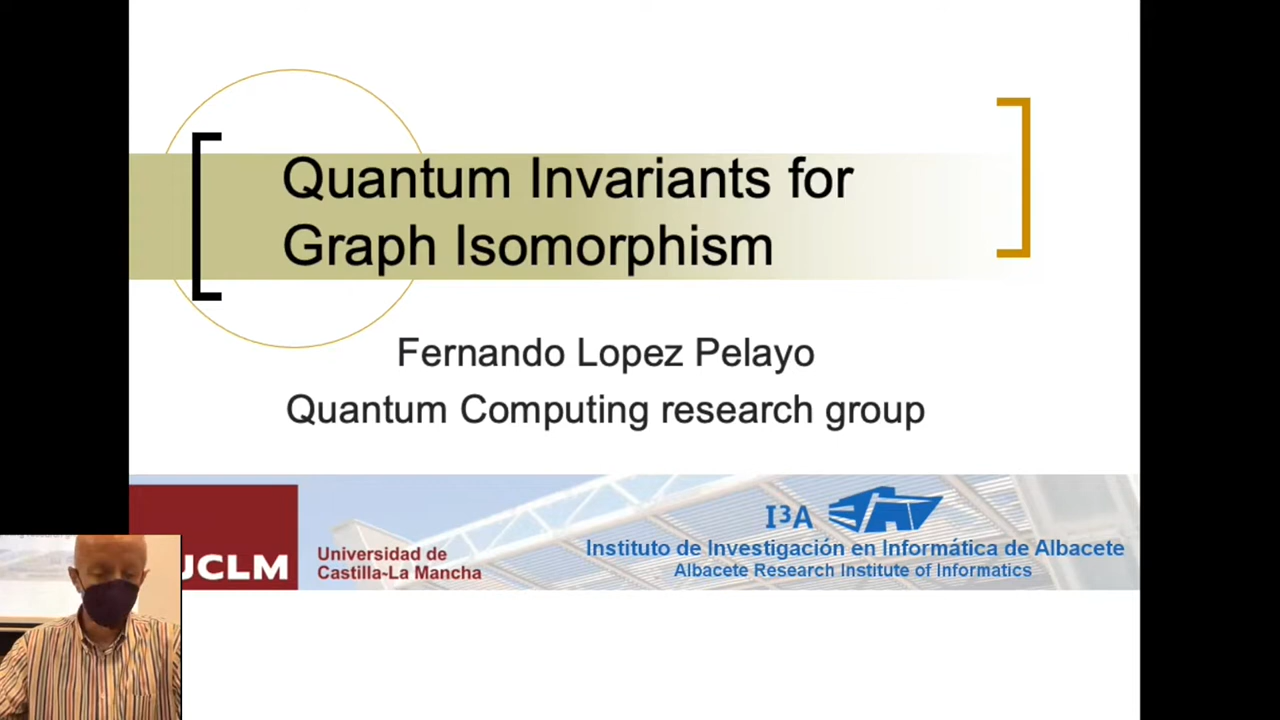 Quantum Invariants for
Graph Isomorphism
Fernando Lopez Pelayo
Quantum Computing research group
UCLM
Universidad de
Castilla-La Mancha
I³A
Instituto de Investigación en Informática de Albacete
Albacete Research Institute of Informatics